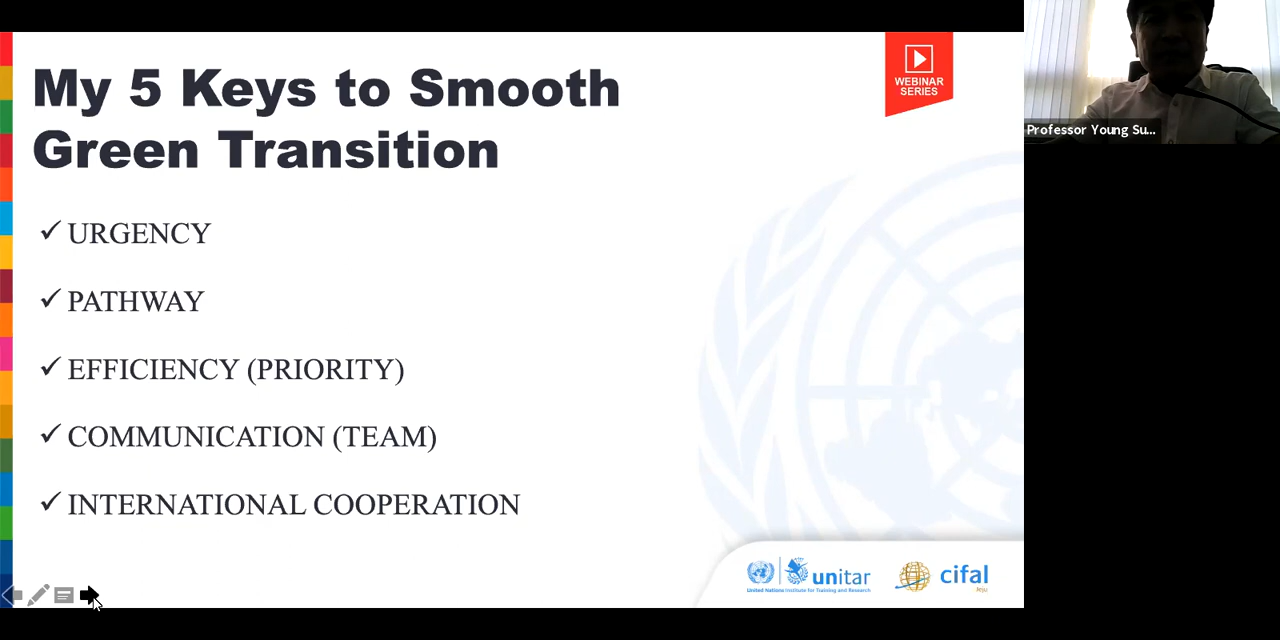 My 5 Keys to Smooth
Green Transition
WEBINAR
SERIES
Professor Young Su...
✓ URGENCY
✓ PATHWAY
✓ EFFICIENCY (PRIORITY)
✓ COMMUNICATION (TEAM)
✓ INTERNATIONAL COOPERATION
unitar
United Nations Institute for Training and Research
cifal
Jeju